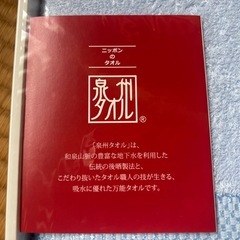 ニッポン
の
タオル
泉州
タオル
®
「泉州タオル」は、
和泉山脈の豊富な地下水を利用した
伝統の後晒製法と、
こだわり抜いたタオル職人の技が生きる、
吸水に優れた万能タオルです。